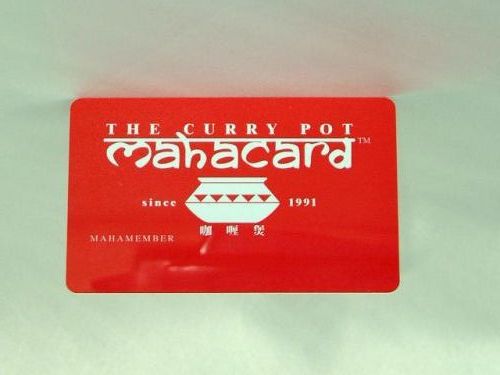 THE CURRY POT
mahacard™
since 1991
咖喱煲
MAHAMEMBER